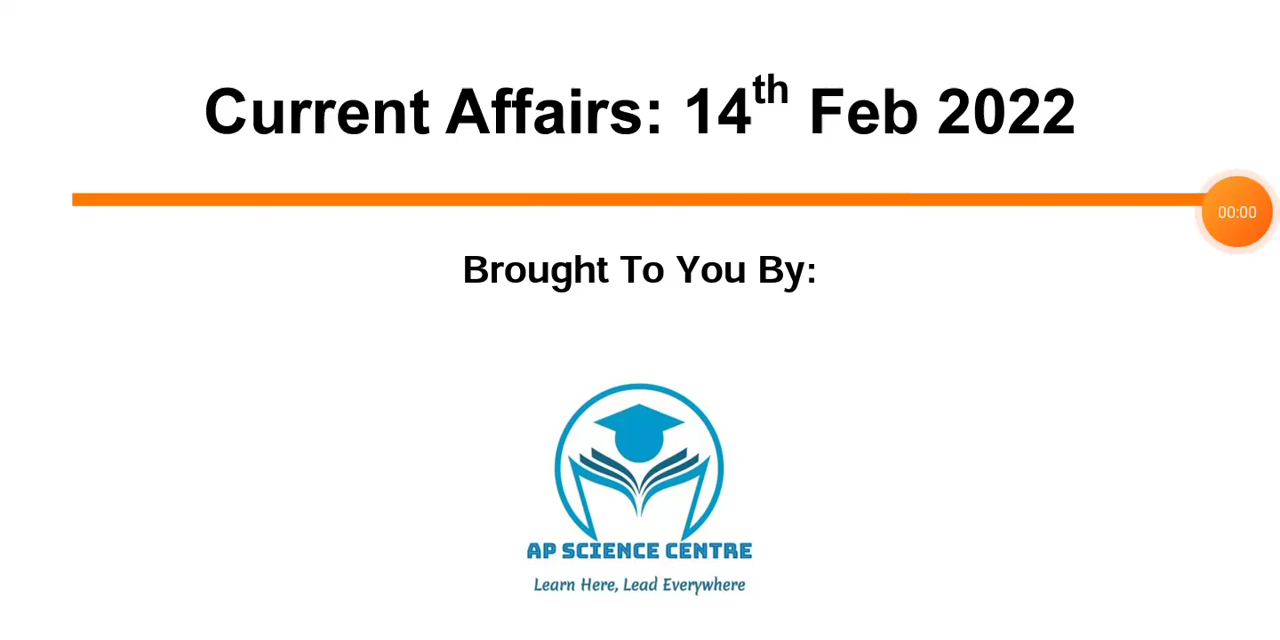 Current Affairs: 14th Feb 2022
00:00
Brought To You By:
AP SCIENCE CENTRE
Learn Here, Lead Everywhere